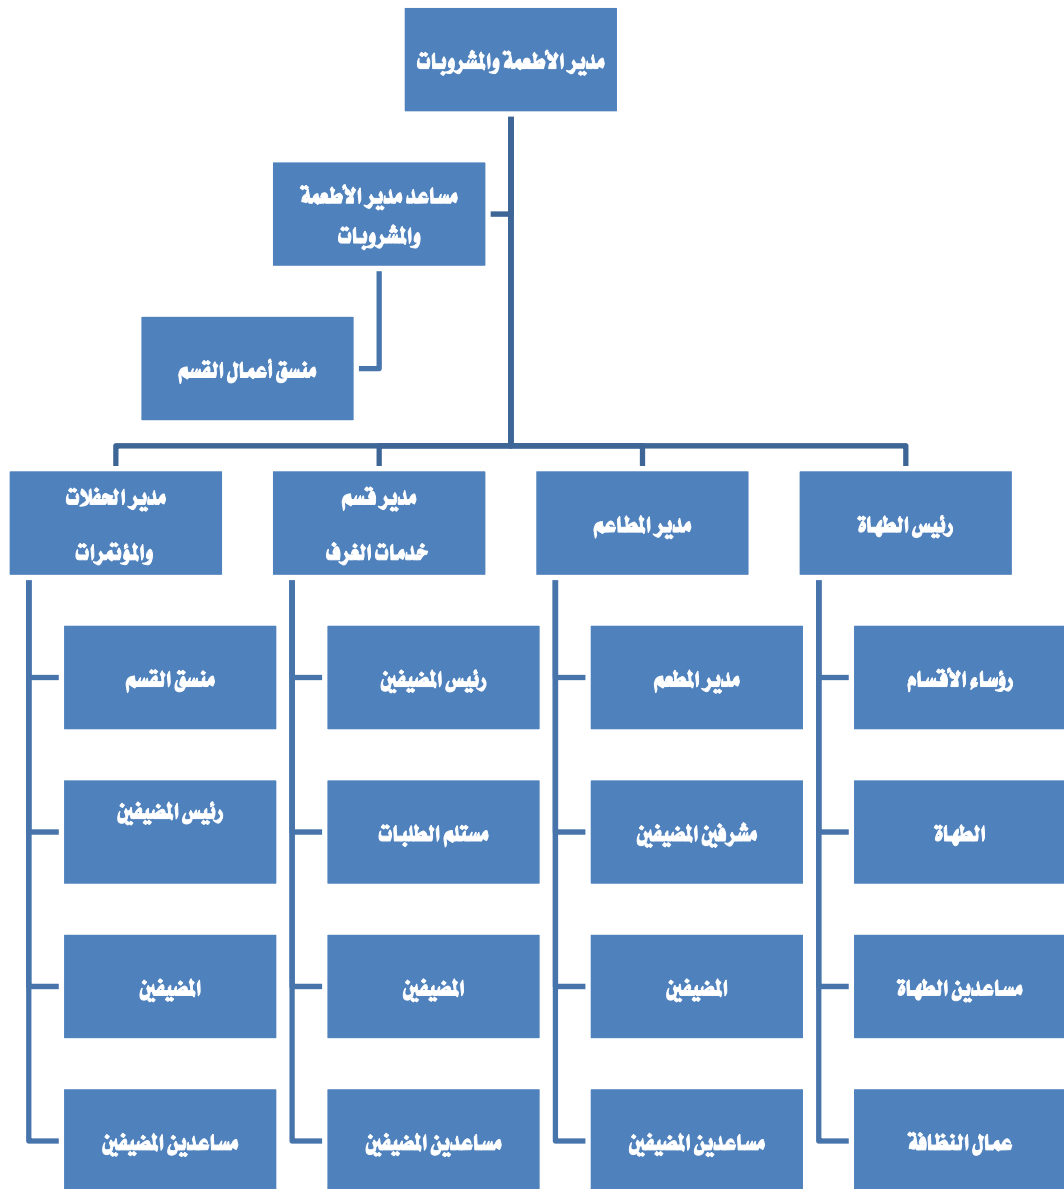 مدير الأطعمة والمشروبات
مساعد مدير الأطعمة
والمشروبات
منسق أعمال القسم
رئيس الطهاة
مدير المطاعم
مدير قسم
خدمات الغرف
مدير الحفلات
والمؤتمرات
رؤساء الأقسام
مدير المطعم
رئيس المضيفين
منسق القسم
الطهاة
مشرفين المضيفين
مستلم الطلبات
رئيس المضيفين
مساعدين الطهاة
المضيفين
المضيفين
المضيفين
عمال النظافة
مساعدين المضيفين
مساعدين المضيفين
مساعدين المضيفين